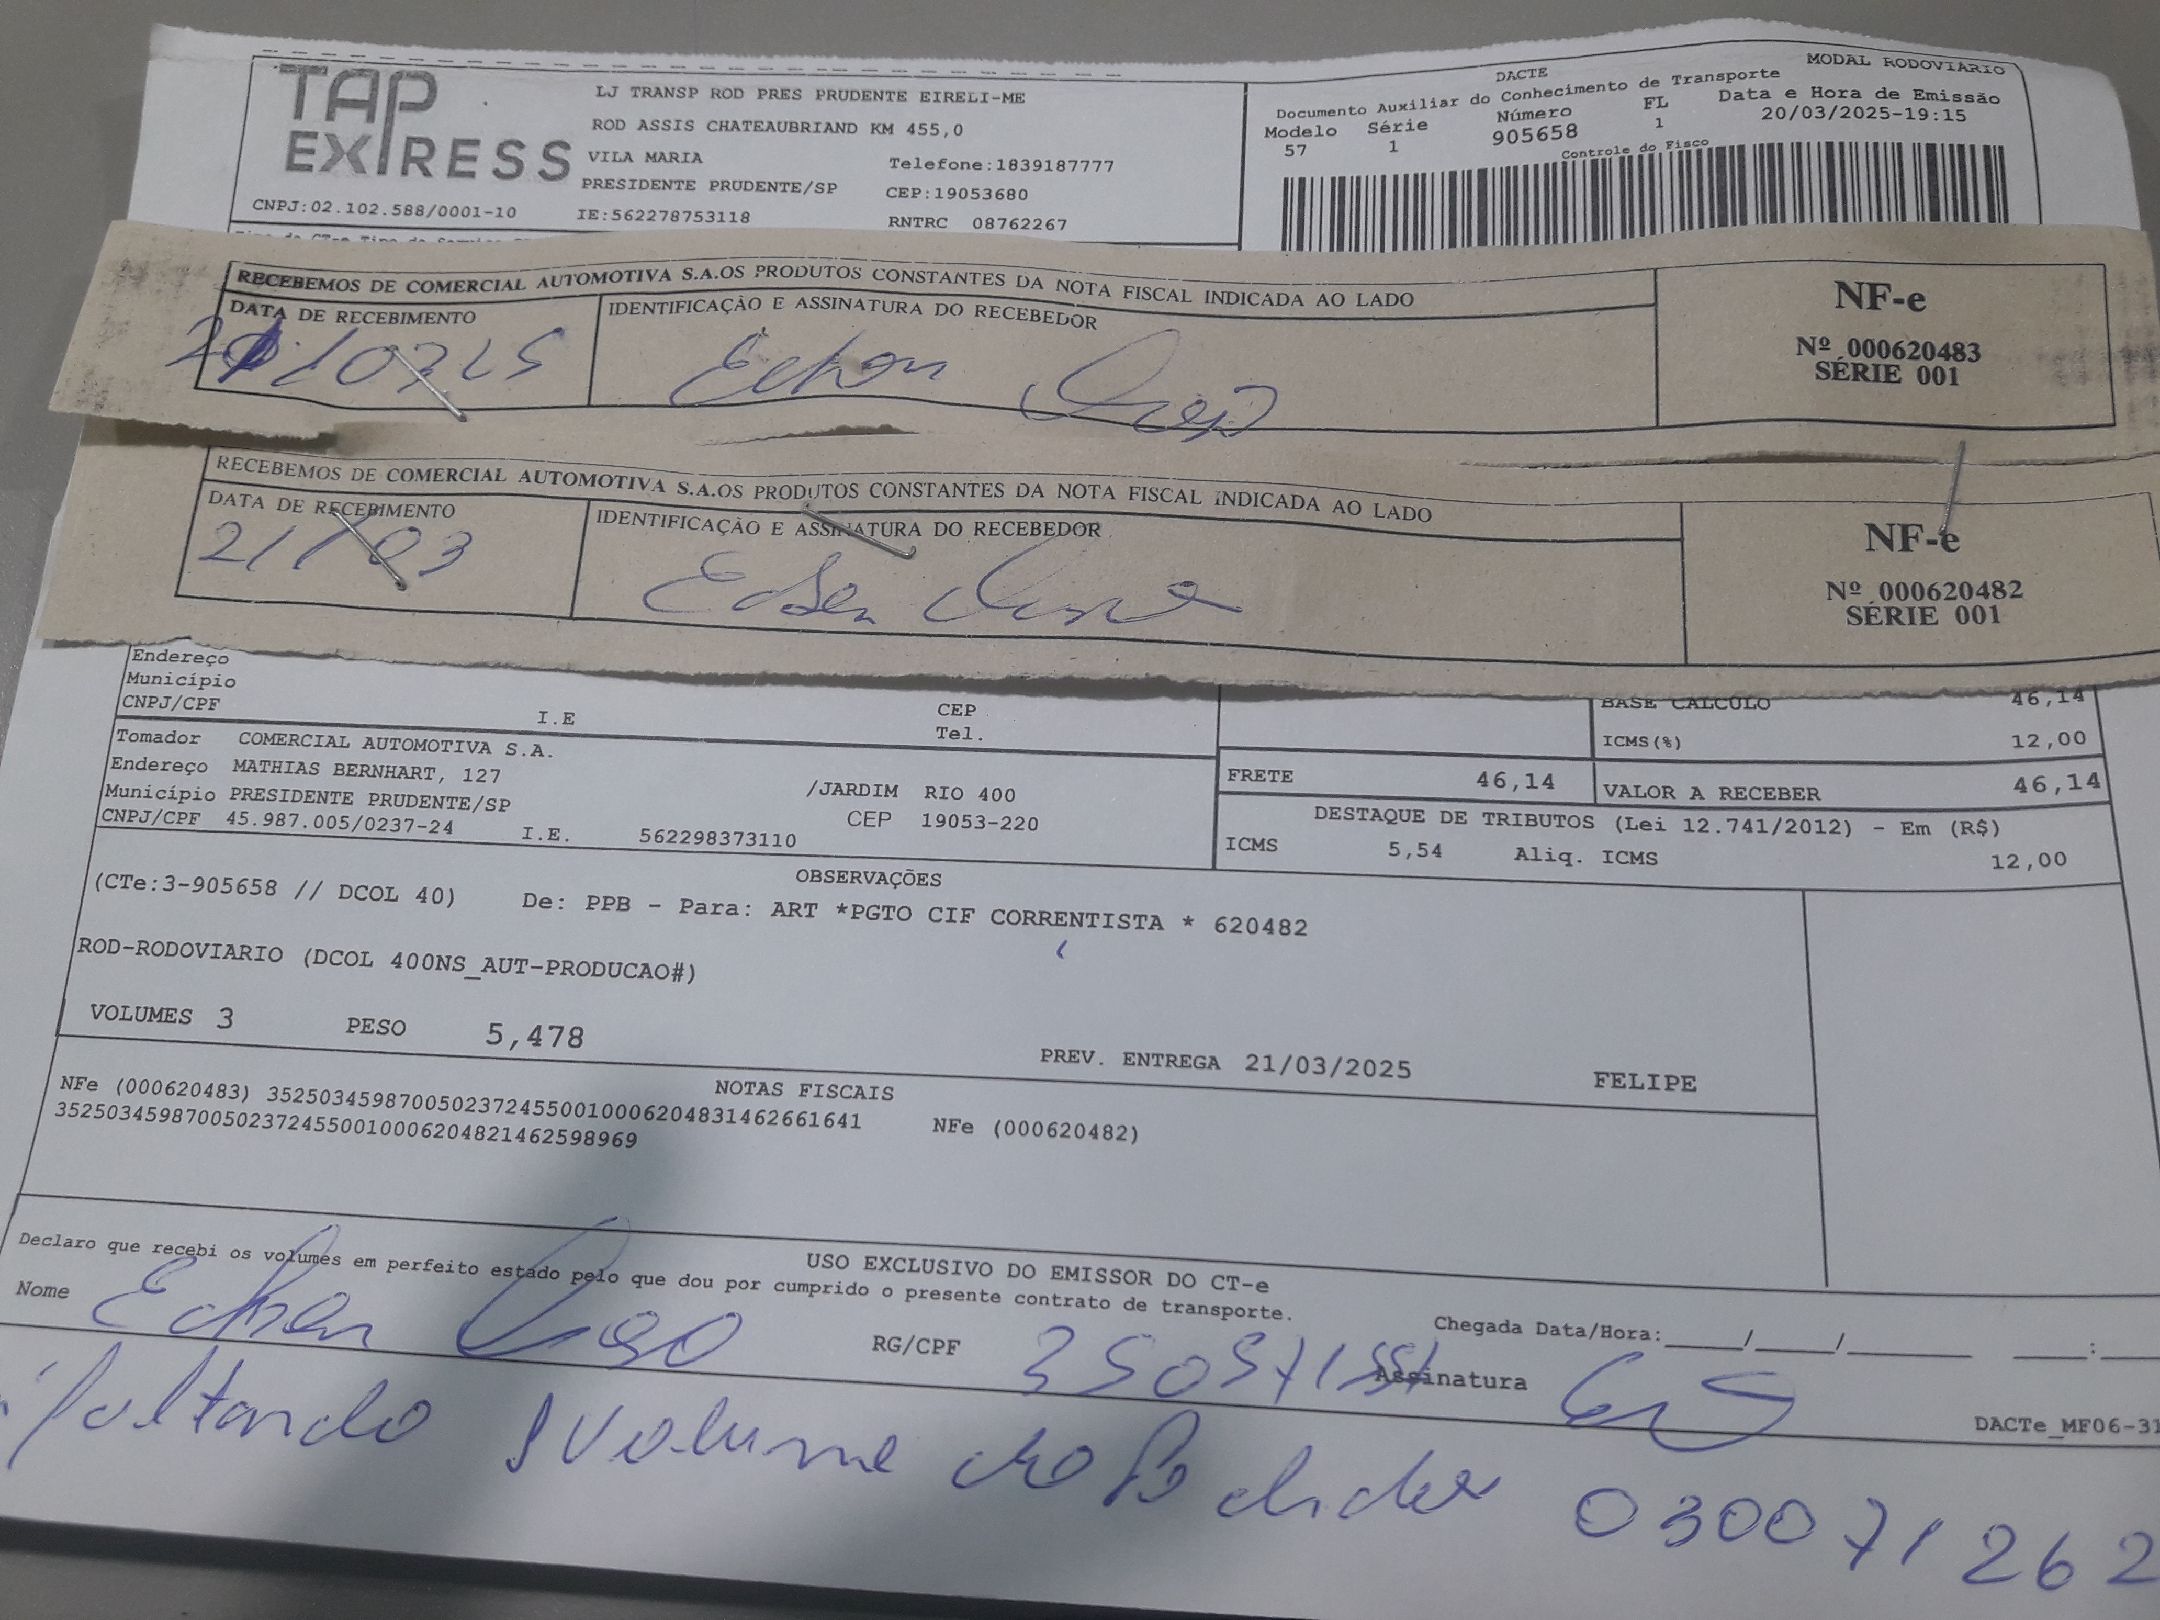 TAP EXPRESS
LJ TRANSP ROD PRES PRUDENTE EIRELI-ME
ROD ASSIS CHATEAUBRIAND KM 455,0
VILA MARIA Telefone:1839187777
PRESIDENTE PRUDENTE/SP CEP:19053680
CNPJ:02.102.588/0001-10 IE:562278753118 RNTRC 08762267
DACTE MODAL RODOVIARIO
Documento Auxiliar do Conhecimento de Transporte
Modelo Série Número FL Data e Hora de Emissão
57 1 905658 1 20/03/2025-19:15
Controle do Fisco
RECEBEMOS DE COMERCIAL AUTOMOTIVA S.A.OS PRODUTOS CONSTANTES DA NOTA FISCAL INDICADA AO LADO
DATA DE RECEBIMENTO IDENTIFICAÇÃO E ASSINATURA DO RECEBEDOR
NF-e
Nº 000620483
SÉRIE 001
RECEBEMOS DE COMERCIAL AUTOMOTIVA S.A.OS PRODUTOS CONSTANTES DA NOTA FISCAL INDICADA AO LADO
DATA DE RECEBIMENTO IDENTIFICAÇÃO E ASSINATURA DO RECEBEDOR
21/03 Edson
NF-e
Nº 000620482
SÉRIE 001
Endereço
Município
CNPJ/CPF I.E CEP
Tel.
BASE CALCULO 46,14
ICMS(%) 12,00
Tomador COMERCIAL AUTOMOTIVA S.A.
Endereço MATHIAS BERNHART, 127 /JARDIM RIO 400
Município PRESIDENTE PRUDENTE/SP CEP 19053-220
CNPJ/CPF 45.987.005/0237-24 I.E. 562298373110
FRETE 46,14 VALOR A RECEBER 46,14
DESTAQUE DE TRIBUTOS (Lei 12.741/2012) - Em (R$)
ICMS 5,54 Aliq. ICMS 12,00
OBSERVAÇÕES
(CTe:3-905658 // DCOL 40) De: PPB - Para: ART *PGTO CIF CORRENTISTA * 620482
ROD-RODOVIARIO (DCOL 400NS_AUT-PRODUCAO#)
VOLUMES 3 PESO 5,478
PREV. ENTREGA 21/03/2025 FELIPE
NOTAS FISCAIS
NFe (000620483) 35250345987005023724550010006204831462661641 NFe (000620482)
35250345987005023724550010006204821462598969
USO EXCLUSIVO DO EMISSOR DO CT-e
Declaro que recebi os volumes em perfeito estado pelo que dou por cumprido o presente contrato de transporte.
Nome Edson RG/CPF
Chegada Data/Hora:_____/_____/________ ____:____
Assinatura
DACTe_MF06-31
faltando 1 volume do Pedido 030071262